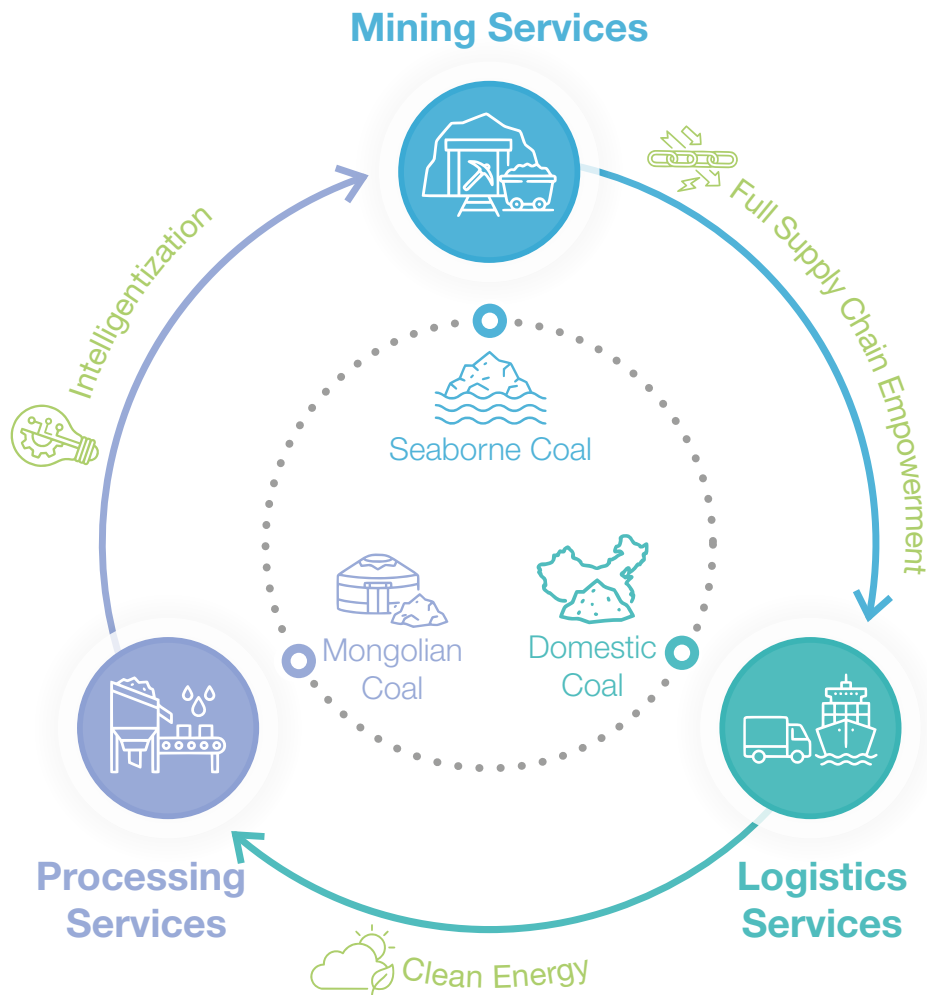 Mining Services
Full Supply Chain Empowerment
Intelligentization
Seaborne Coal
Mongolian
Coal
Domestic
Coal
Processing
Services
Logistics
Services
Clean Energy